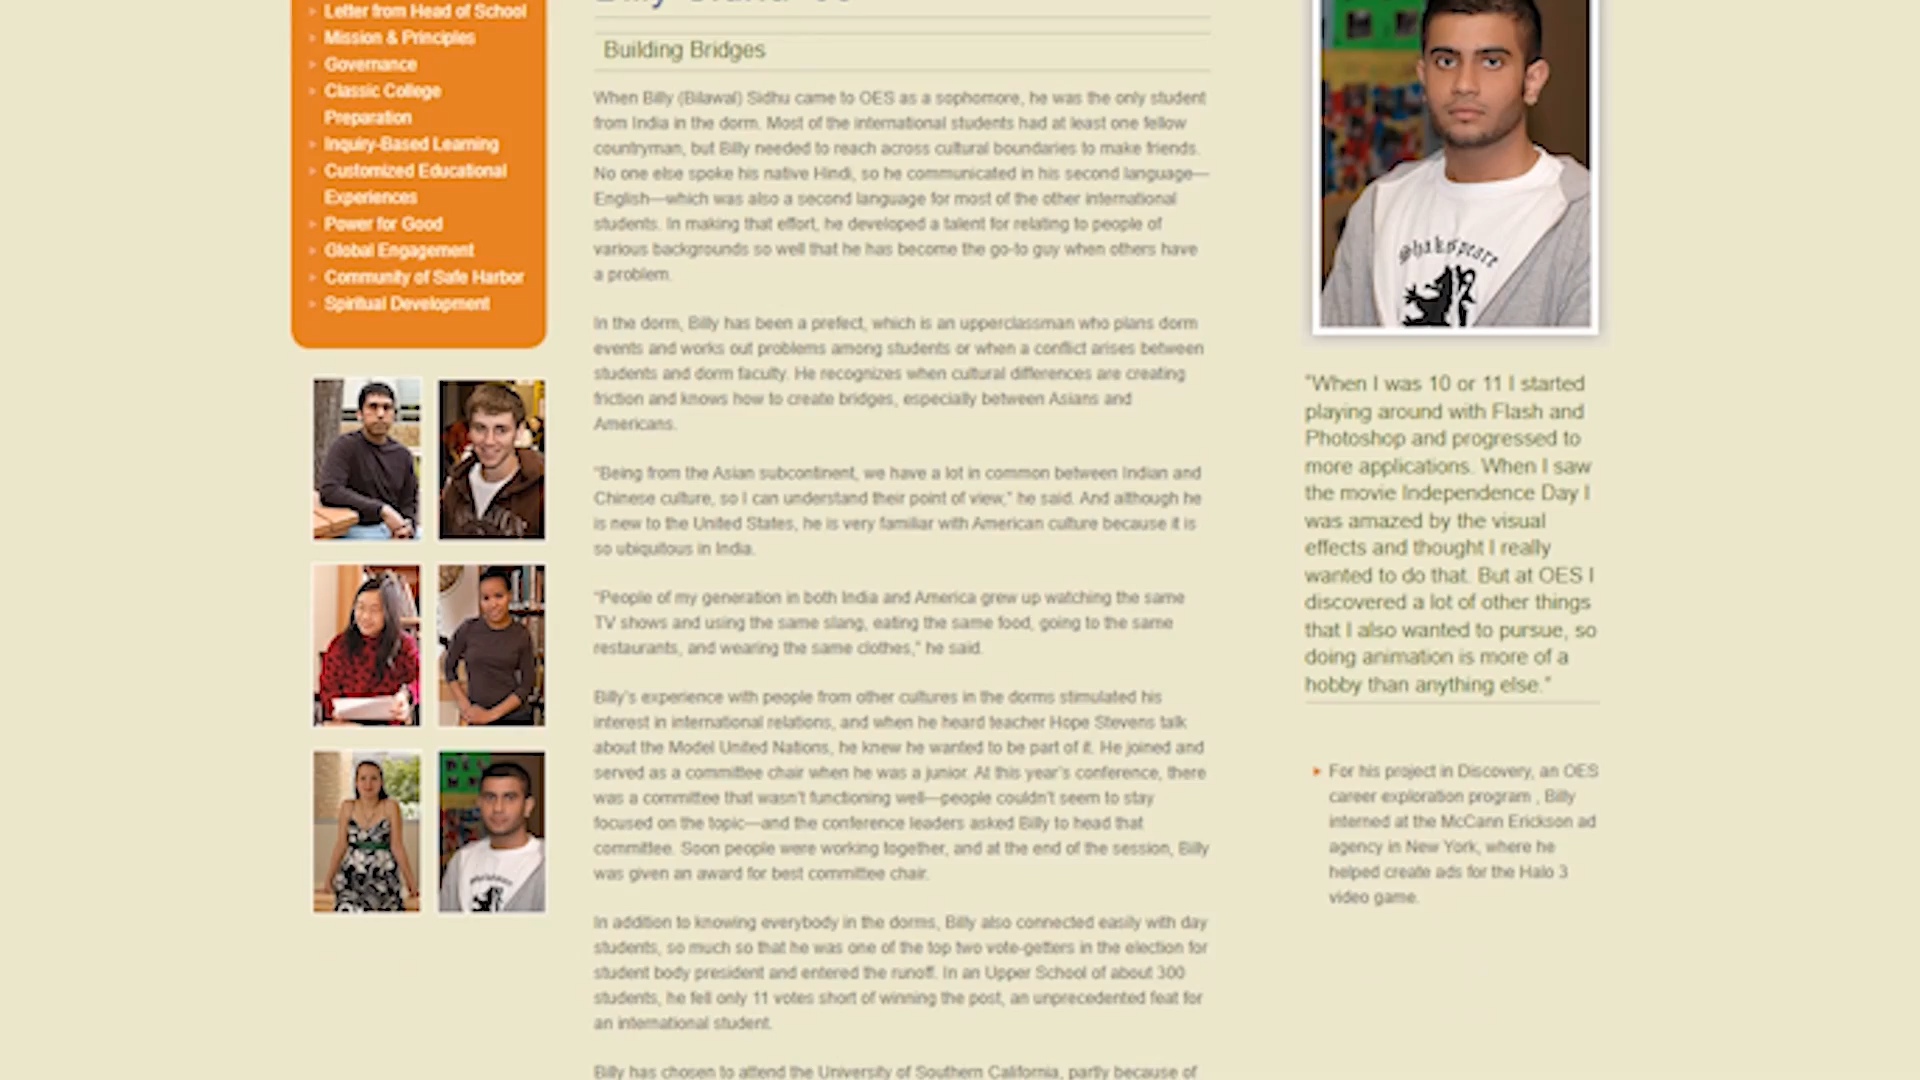 Letter from Head of School
Mission & Principles
Governance
Classic College
Preparation
Inquiry-Based Learning
Customized Educational
Experiences
Power for Good
Global Engagement
Community of Safe Harbor
Spiritual Development
Building Bridges
When Billy (Bilawal) Sidhu came to OES as a sophomore, he was the only student
from India in the dorm. Most of the international students had at least one fellow
countryman, but Billy needed to reach across cultural boundaries to make friends.
No one else spoke his native Hindi, so he communicated in his second language—
English—which was also a second language for most of the other international
students. In making that effort, he developed a talent for relating to people of
various backgrounds so well that he has become the go-to guy when others have
a problem.
In the dorm, Billy has been a prefect, which is an upperclassman who plans dorm
events and works out problems among students or when a conflict arises between
students and dorm faculty. He recognizes when cultural differences are creating
friction and knows how to create bridges, especially between Asians and
Americans.
"Being from the Asian subcontinent, we have a lot in common between Indian and
Chinese culture, so I can understand their point of view," he said. And although he
is new to the United States, he is very familiar with American culture because it is
so ubiquitous in India.
"People of my generation in both India and America grew up watching the same
TV shows and using the same slang, eating the same food, going to the same
restaurants, and wearing the same clothes," he said.
Billy's experience with people from other cultures in the dorms stimulated his
interest in international relations, and when he heard teacher Hope Stevens talk
about the Model United Nations, he knew he wanted to be part of it. He joined and
served as a committee chair when he was a junior. At this year's conference, there
was a committee that wasn't functioning well—people couldn't seem to stay
focused on the topic—and the conference leaders asked Billy to head that
committee. Soon people were working together, and at the end of the session, Billy
was given an award for best committee chair.
In addition to knowing everybody in the dorms, Billy also connected easily with day
students, so much so that he was one of the top two vote-getters in the election for
student body president and entered the runoff. In an Upper School of about 300
students, he fell only 11 votes short of winning the post, an unprecedented feat for
an international student.
Billy has chosen to attend the University of Southern California, partly because of
Shakespeare
"When I was 10 or 11 I started
playing around with Flash and
Photoshop and progressed to
more applications. When I saw
the movie Independence Day I
was amazed by the visual
effects and thought I really
wanted to do that. But at OES I
discovered a lot of other things
that I also wanted to pursue, so
doing animation is more of a
hobby than anything else."
For his project in Discovery, an OES
career exploration program , Billy
interned at the McCann Erickson ad
agency in New York, where he
helped create ads for the Halo 3
video game.